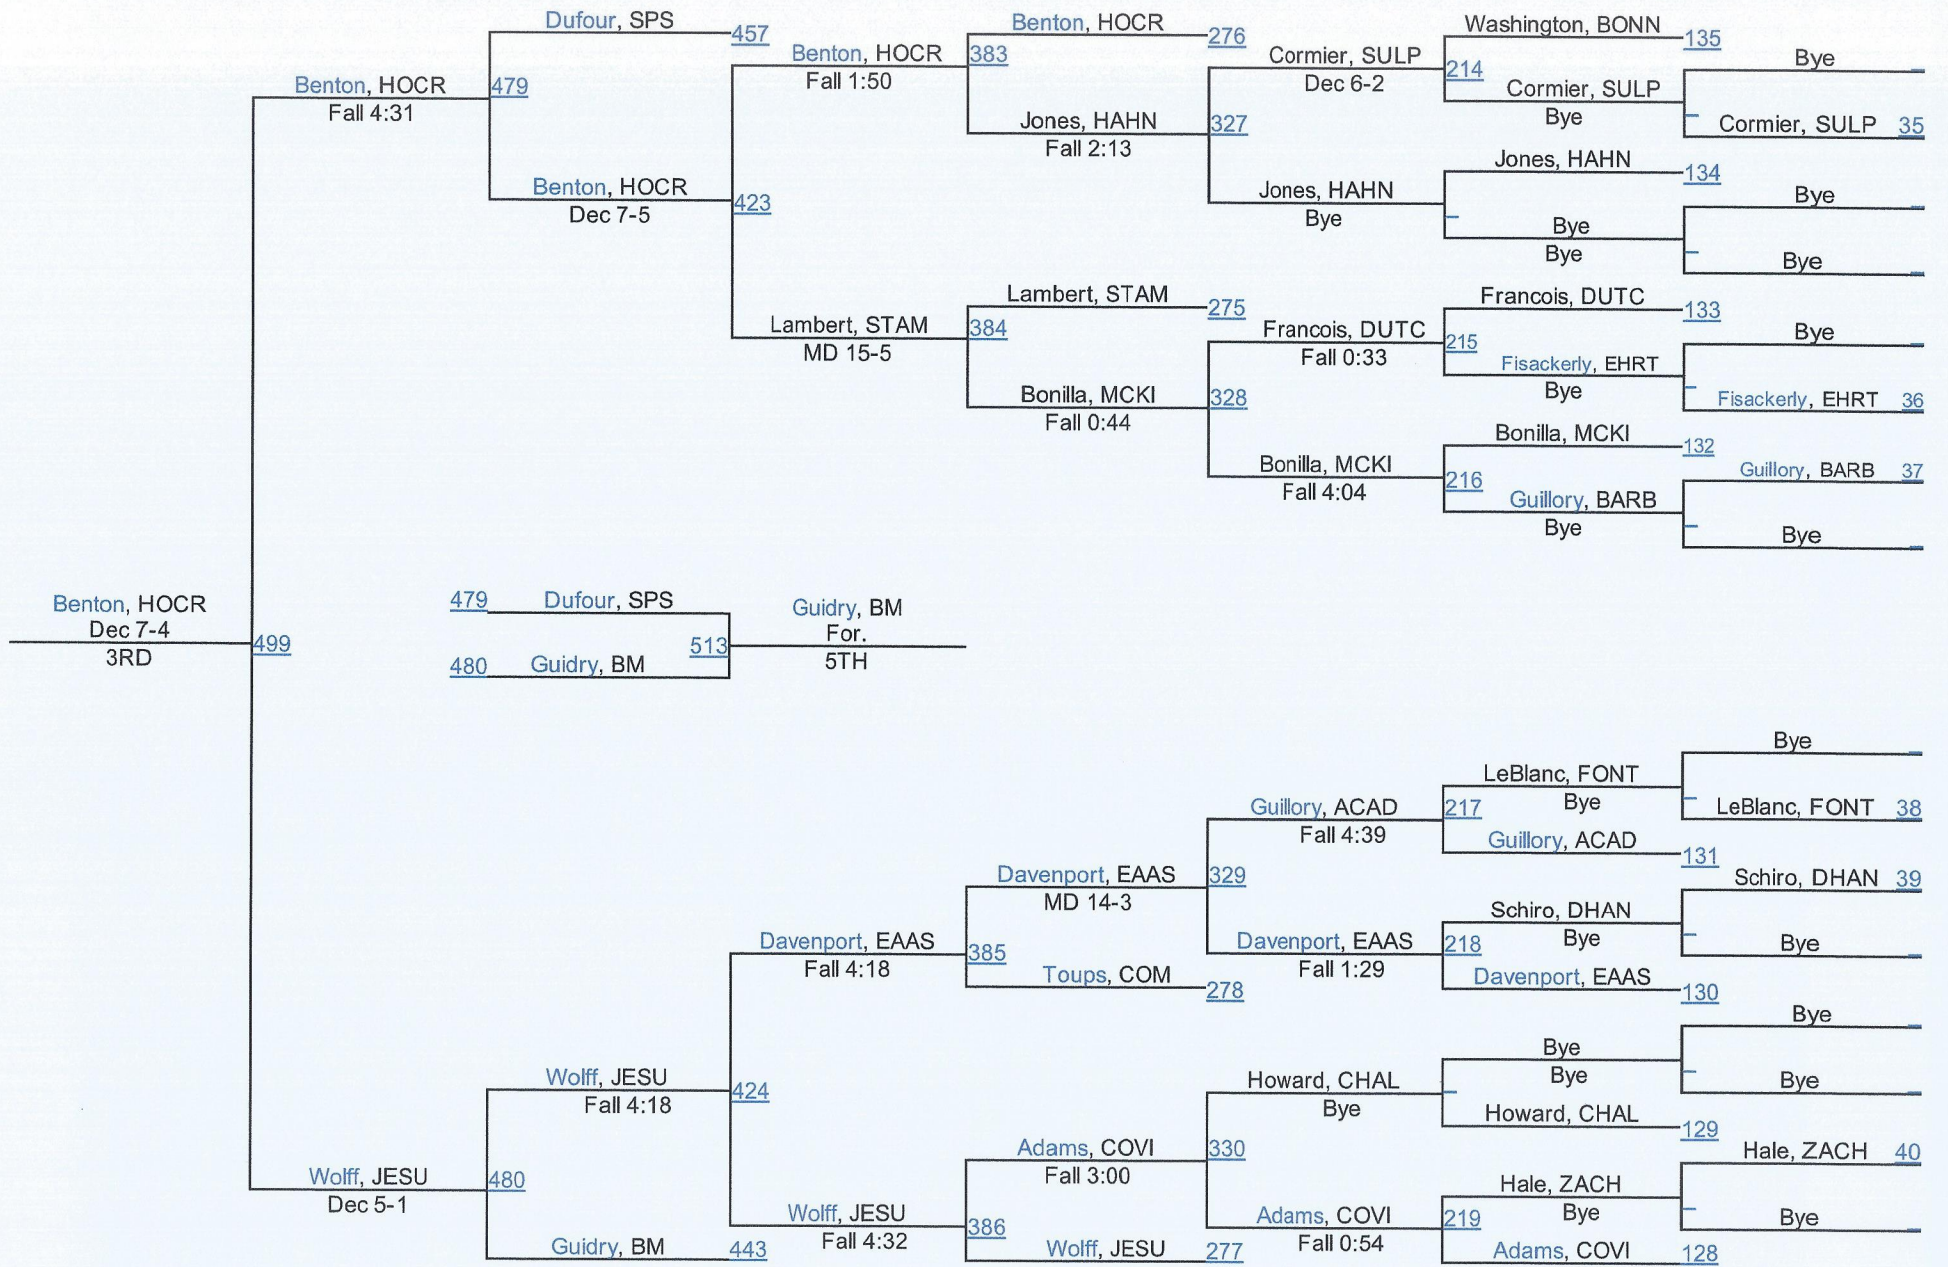 Dufour, SPS
457
Benton, HOCR
276
Washington, BONN
135
Benton, HOCR
Fall 4:31
479
Benton, HOCR
Fall 1:50
383
Cormier, SULP
Dec 6-2
214
Bye
Cormier, SULP
Bye
Cormier, SULP 35
Jones, HAHN
Fall 2:13
327
Jones, HAHN
134
Benton, HOCR
Dec 7-5
423
Jones, HAHN
Bye
Bye
Bye
Bye
Bye
Lambert, STAM
275
Francois, DUTC
133
Lambert, STAM
MD 15-5
384
Francois, DUTC
Fall 0:33
215
Bye
Fisackerly, EHRT
Bye
Fisackerly, EHRT 36
Bonilla, MCKI
Fall 0:44
328
Bonilla, MCKI
132
Bonilla, MCKI
Fall 4:04
216
Guillory, BARB 37
Guillory, BARB
Bye
Bye
Benton, HOCR
Dec 7-4
3RD
499
479 Dufour, SPS
480 Guidry, BM
513
Guidry, BM
For.
5TH
Bye
LeBlanc, FONT
Bye
LeBlanc, FONT 38
Guillory, ACAD
Fall 4:39
217
Guillory, ACAD
131
Davenport, EAAS
MD 14-3
329
Schiro, DHAN 39
Schiro, DHAN
Bye
Bye
Davenport, EAAS
Fall 4:18
385
Davenport, EAAS
Fall 1:29
218
Toups, COM
278
Davenport, EAAS
130
Bye
Bye
Bye
Bye
Wolff, JESU
Fall 4:18
424
Howard, CHAL
Bye
Howard, CHAL
129
Adams, COVI
Fall 3:00
330
Hale, ZACH 40
Wolff, JESU
Dec 5-1
480
Hale, ZACH
Bye
Bye
Wolff, JESU
Fall 4:32
386
Adams, COVI
Fall 0:54
219
Guidry, BM
443
Wolff, JESU
277
Adams, COVI
128